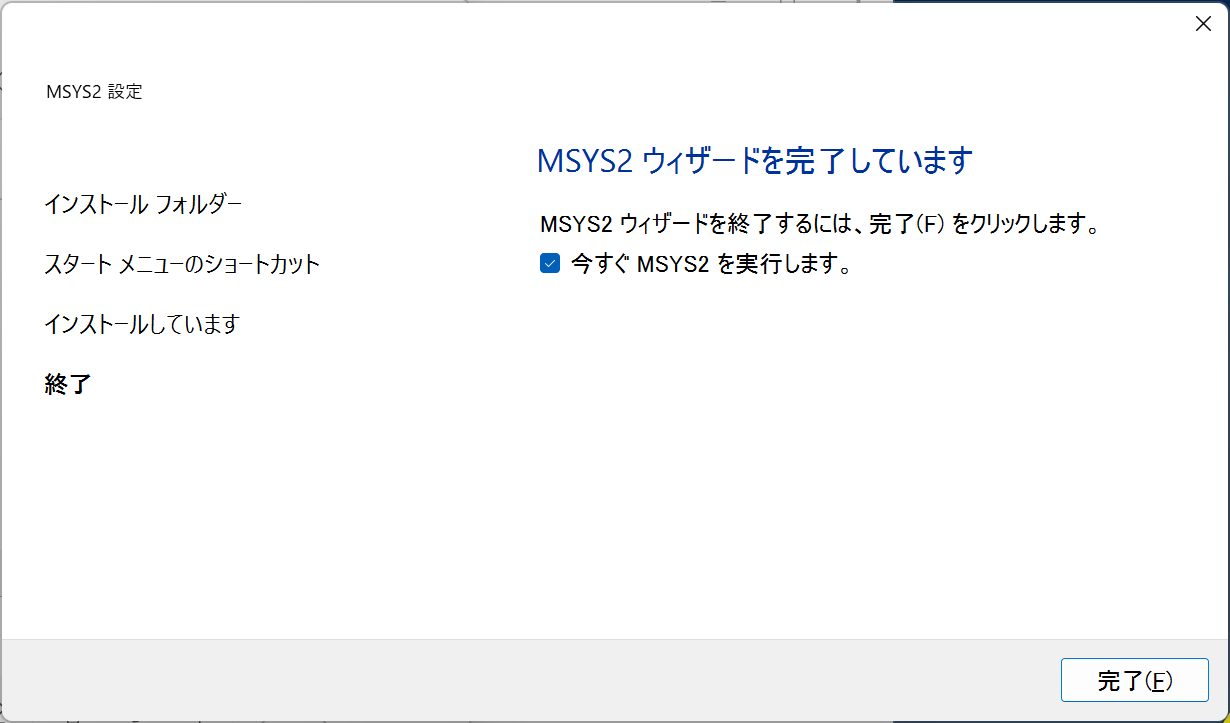 MSYS2 設定
インストール フォルダー
スタート メニューのショートカット
インストールしています
終了
MSYS2 ウィザードを完了しています
MSYS2 ウィザードを終了するには、完了(F) をクリックします。
今すぐ MSYS2 を実行します。
完了(F)